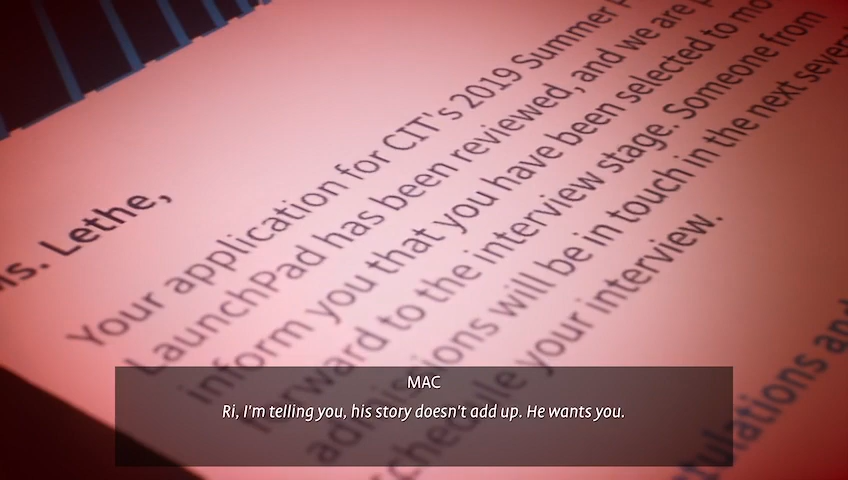 Ms. Lethe,
Your application for CIT's 2019 Summer
LaunchPad has been reviewed, and we are
inform you that you have been selected to
forward to the interview stage. Someone from
admissions will be in touch in the next
schedule your interview.
and
MAC
Ri, I'm telling you, his story doesn't add up. He wants you.